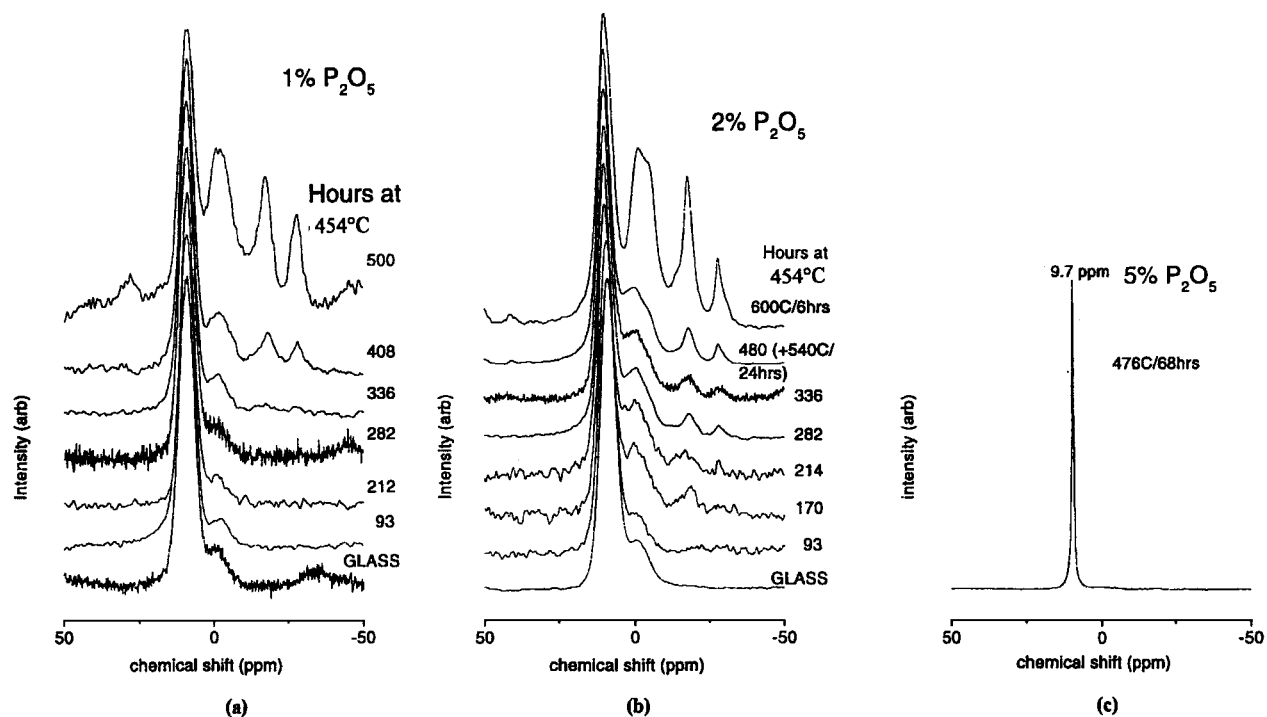 1% P2O5
Hours at
454°C
500
408
336
282
212
93
GLASS
Intensity (arb)
50
0
-50
chemical shift (ppm)
(a)
2% P2O5
Hours at
454°C
600C/6hrs
480 (+540C/
24hrs)
336
282
214
170
93
GLASS
Intensity (arb)
50
0
-50
chemical shift (ppm)
(b)
9.7 ppm
5% P2O5
476C/68hrs
intensity (arb)
50
0
-50
chemical shift (ppm)
(c)